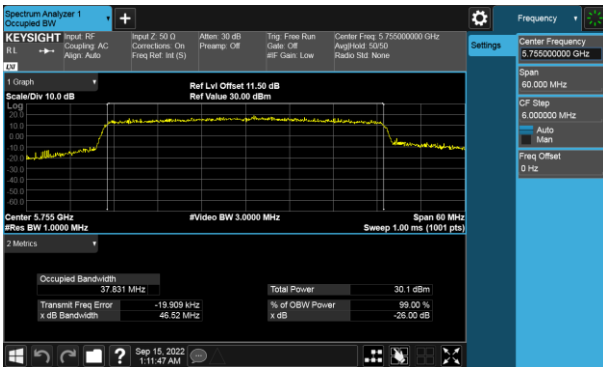 Spectrum Analyzer 1
Occupied BW
Frequency
KEYSIGHT
RL
LXI
Input: RF
Coupling: AC
Align: Auto
Input Z: 50 Ω
Corrections: On
Freq Ref: Int (S)
Atten: 30 dB
Preamp: Off
Trig: Free Run
Gate: Off
#IF Gain: Low
Center Freq: 5.755000000 GHz
Avg|Hold: 50/50
Radio Std: None
Settings
Center Frequency
5.755000000 GHz
Span
60.000 MHz
CF Step
6.000000 MHz
Auto
Man
Freq Offset
0 Hz
1 Graph
Scale/Div 10.0 dB
Ref Lvl Offset 11.50 dB
Ref Value 30.00 dBm
Log
20.0
10.0
0.00
-10.0
-20.0
-30.0
-40.0
-50.0
-60.0
Center 5.755 GHz
#Res BW 1.0000 MHz
#Video BW 3.0000 MHz
Span 60 MHz
Sweep 1.00 ms (1001 pts)
2 Metrics
Occupied Bandwidth
37.831 MHz
Total Power 30.1 dBm
Transmit Freq Error -19.909 kHz
% of OBW Power 99.00 %
x dB Bandwidth 46.52 MHz
x dB -26.00 dB
Sep 15, 2022
1:11:47 AM